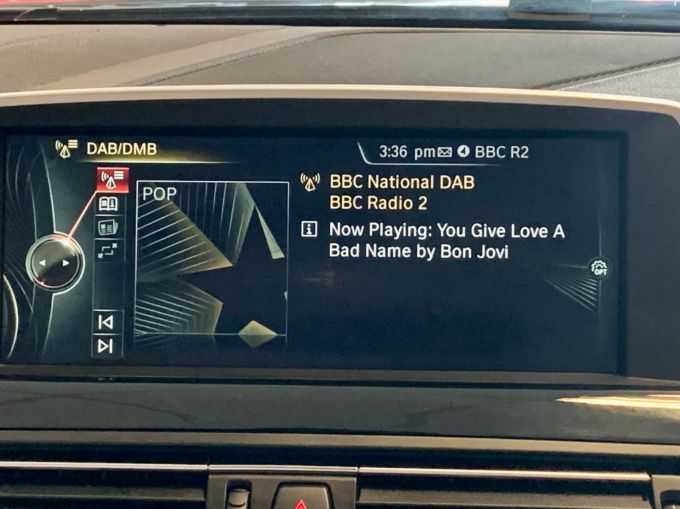 DAB/DMB
3:36 pm BBC R2
POP
BBC National DAB
BBC Radio 2
Now Playing: You Give Love A
Bad Name by Bon Jovi
OPT